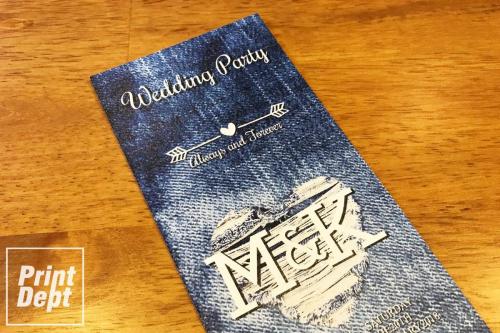 Wedding Party
Always and Forever
M&K
Print
Dept